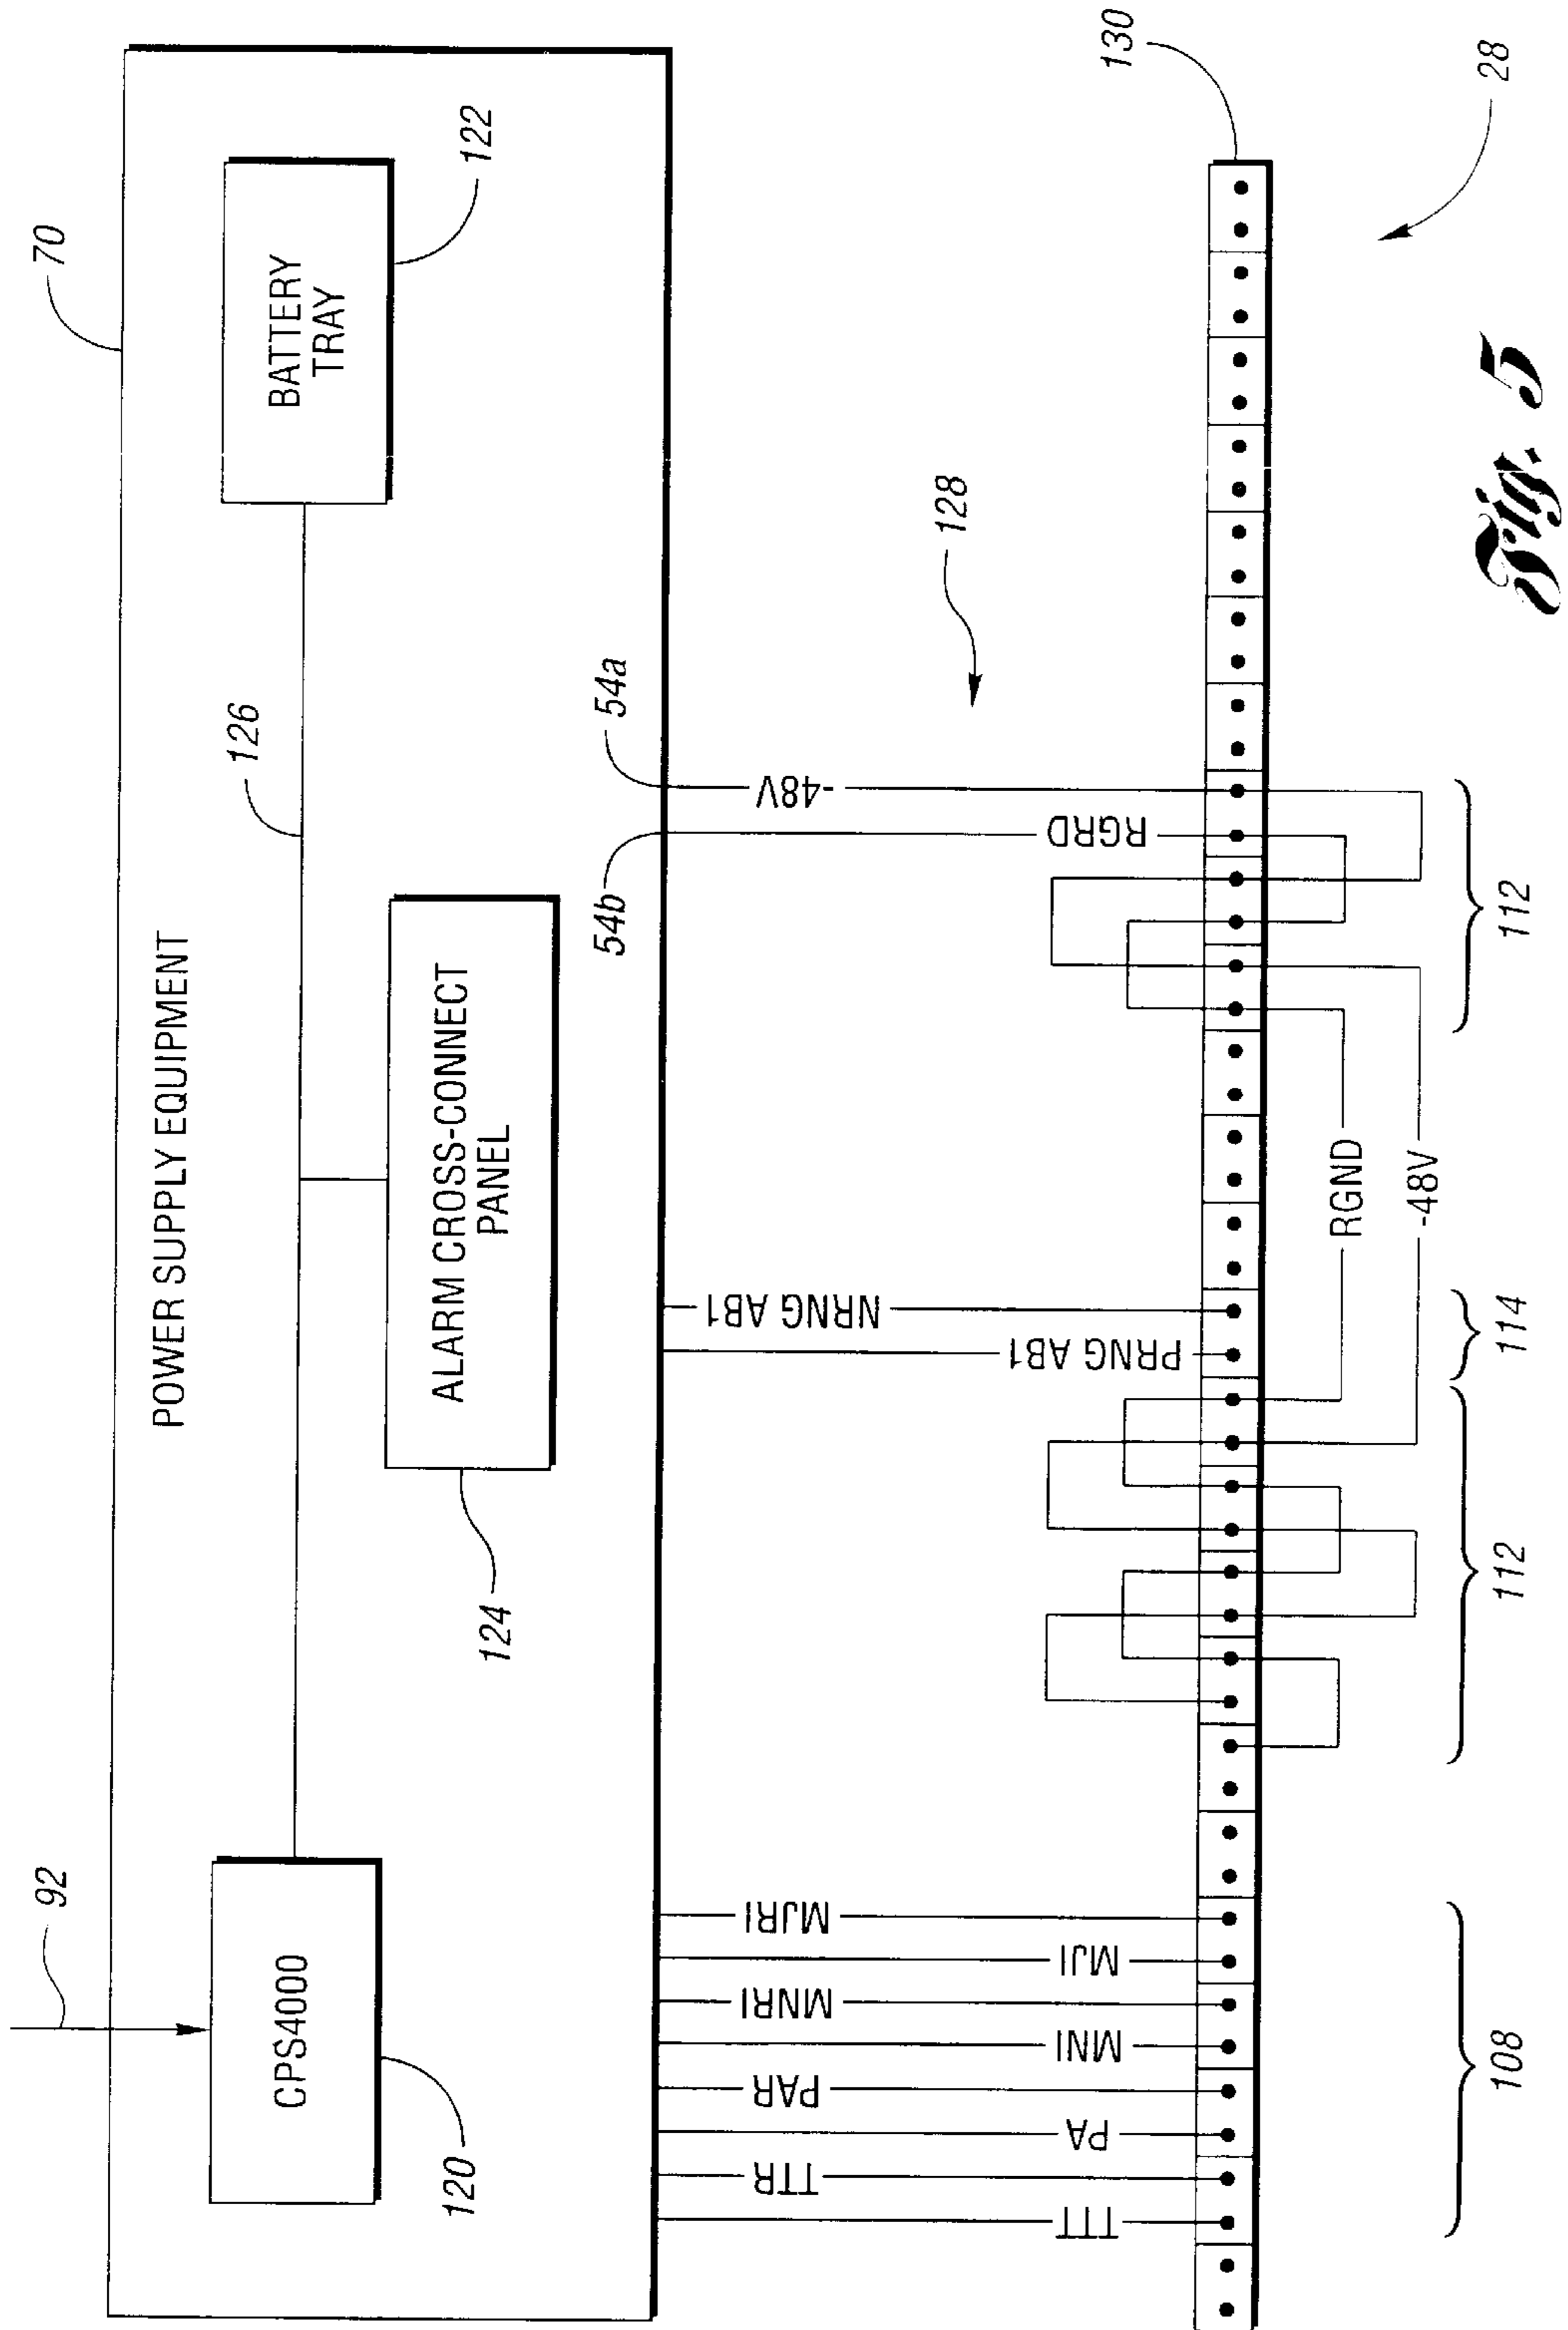 92
70
POWER SUPPLY EQUIPMENT
CPS4000
120
BATTERY
TRAY
122
126
ALARM CROSS-CONNECT
PANEL
124
54b
54a
TTT
TTR
PA
PAR
MNI
MNRI
MJI
MJRI
PRNG AB1
NRNG AB1
RGRD
-48V
128
130
RGND
-48V
108
112
114
112
28
Fig. 5